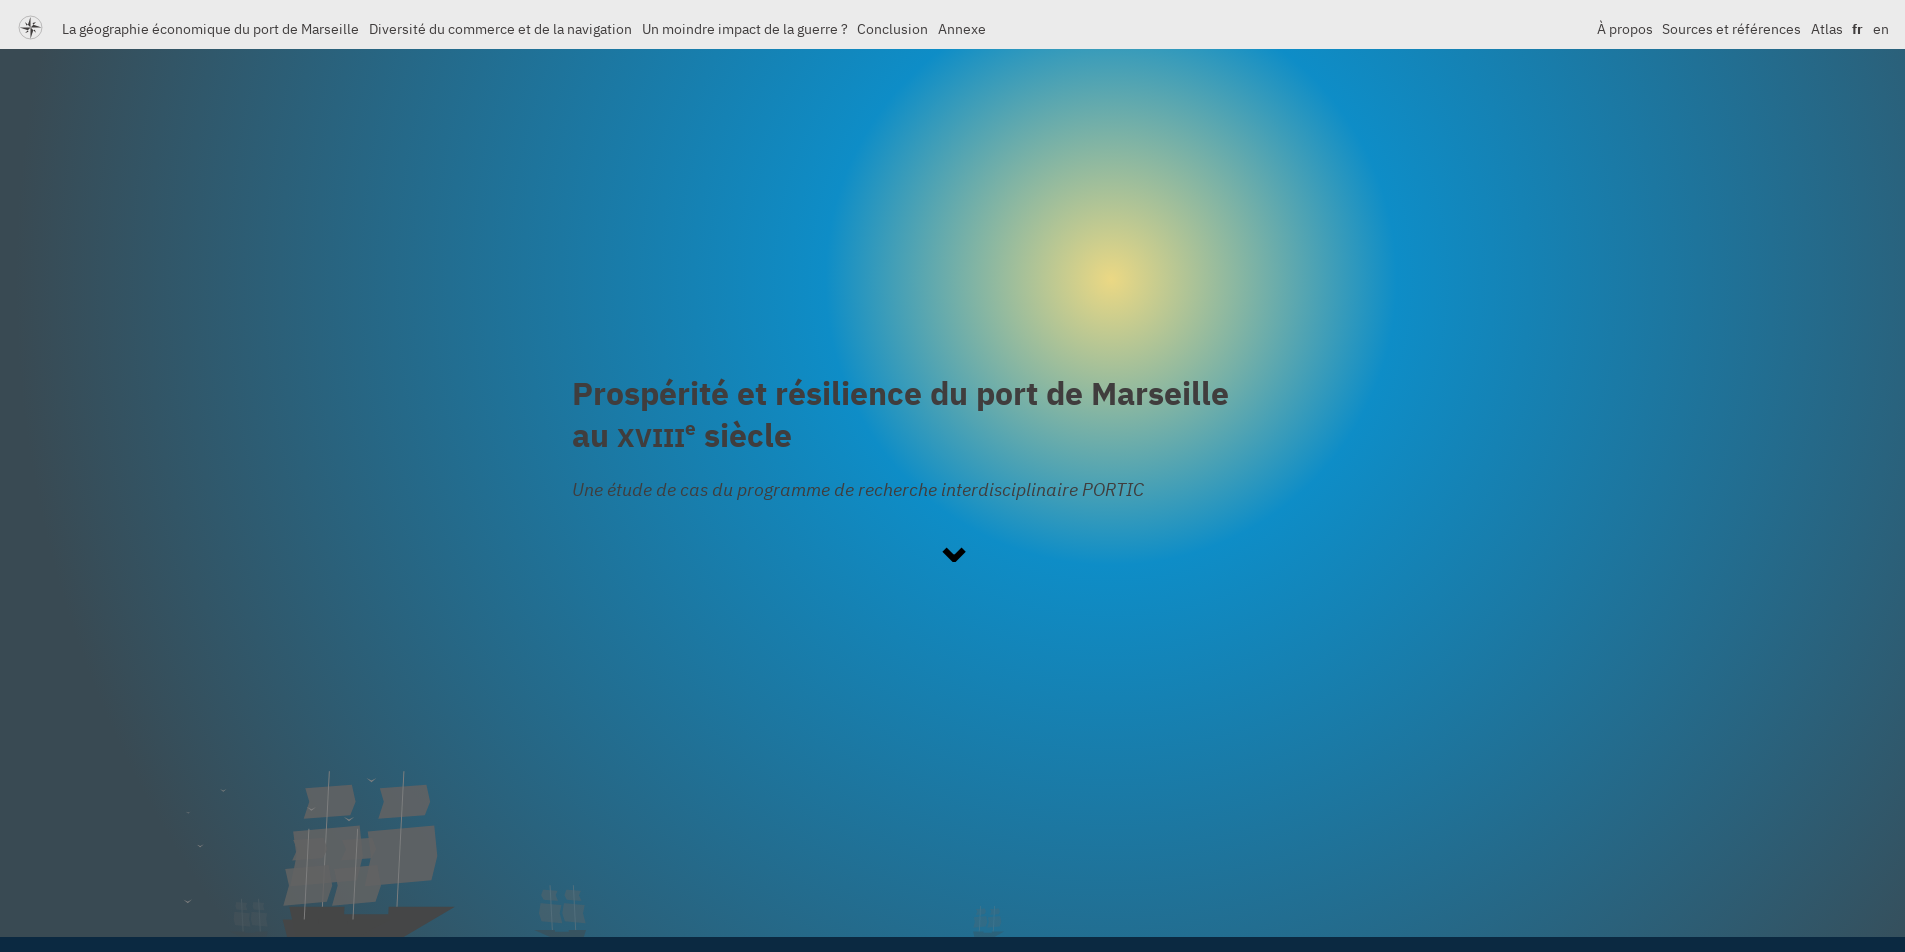 La géographie économique du port de Marseille Diversité du commerce et de la navigation Un moindre impact de la guerre ? Conclusion Annexe À propos Sources et références Atlas fr en
Prospérité et résilience du port de Marseille
au XVIIIe siècle
Une étude de cas du programme de recherche interdisciplinaire PORTIC